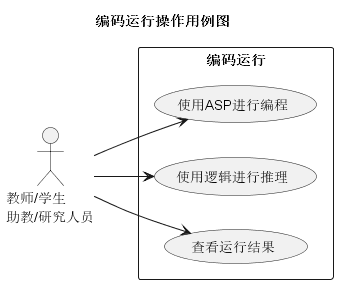 编码运行操作用例图
编码运行
使用ASP进行编程
使用逻辑进行推理
查看运行结果
教师/学生
助教/研究人员